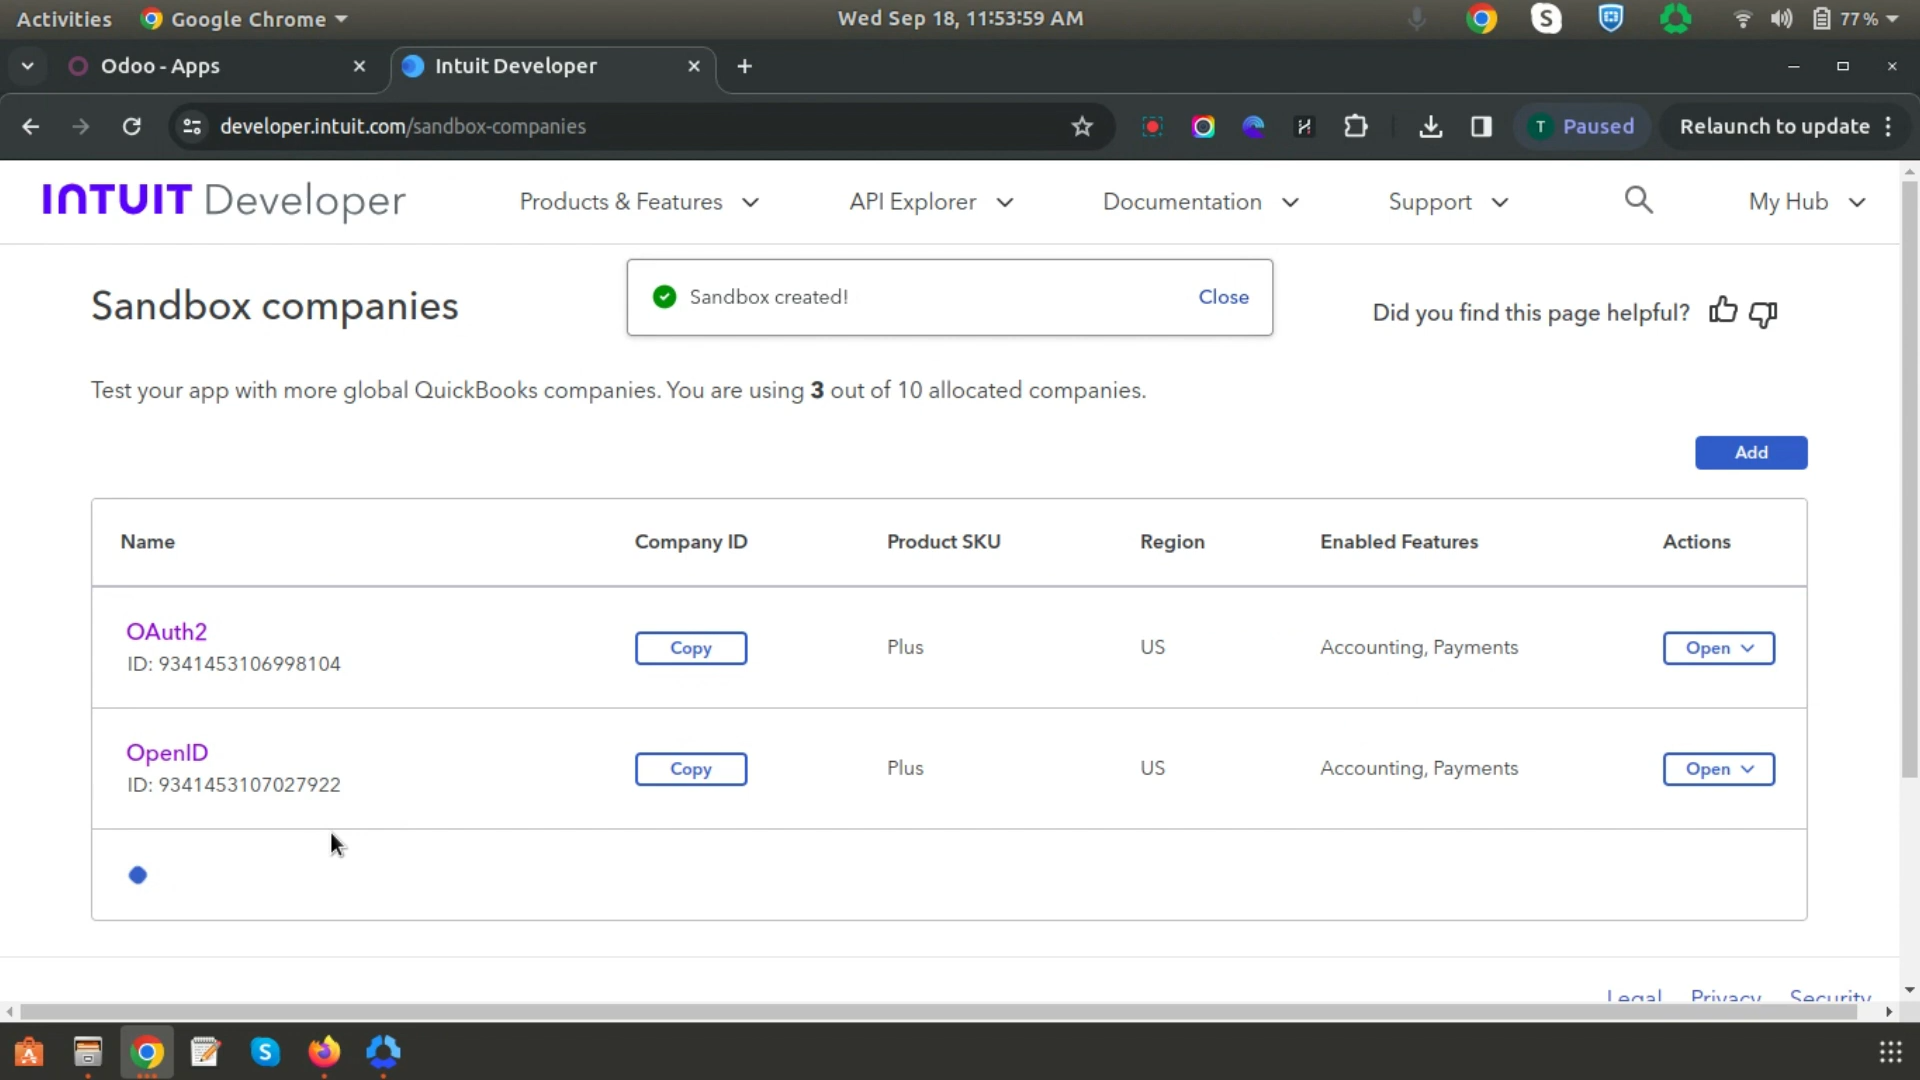 Activities Google Chrome Wed Sep 18, 11:53:59 AM S 77%
Odoo - Apps Intuit Developer
developer.intuit.com/sandbox-companies T Paused Relaunch to update
INTUIT Developer Products & Features API Explorer Documentation Support My Hub
Sandbox created! Close
Sandbox companies
Did you find this page helpful?
Test your app with more global QuickBooks companies. You are using 3 out of 10 allocated companies.
Add
Name Company ID Product SKU Region Enabled Features Actions
OAuth2
ID: 9341453106998104
Copy Plus US Accounting, Payments Open
OpenID
ID: 9341453107027922
Copy Plus US Accounting, Payments Open
Legal Privacy Security